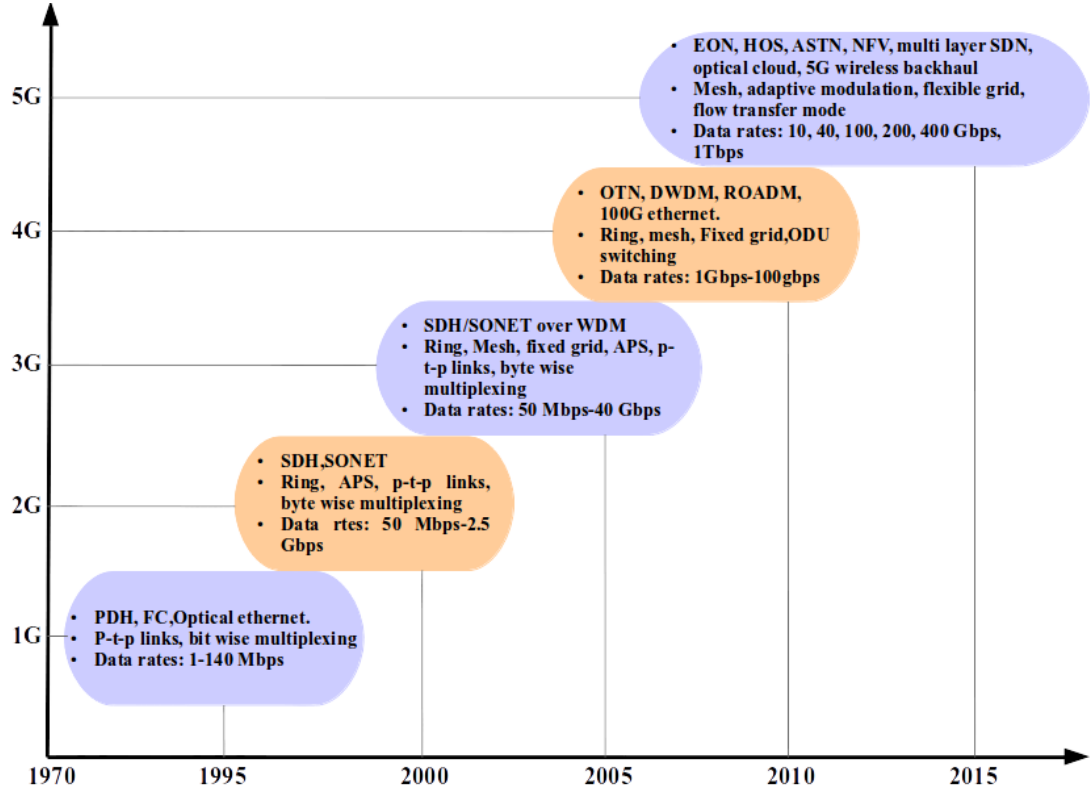 5G
• EON, HOS, ASTN, NFV, multi layer SDN,
optical cloud, 5G wireless backhaul
• Mesh, adaptive modulation, flexible grid,
flow transfer mode
• Data rates: 10, 40, 100, 200, 400 Gbps,
1Tbps
4G
• OTN, DWDM, ROADM,
100G ethernet.
• Ring, mesh, Fixed grid,ODU
switching
• Data rates: 1Gbps-100gbps
3G
• SDH/SONET over WDM
• Ring, Mesh, fixed grid, APS, p-
t-p links, byte wise
multiplexing
• Data rates: 50 Mbps-40 Gbps
2G
• SDH,SONET
• Ring, APS, p-t-p links,
byte wise multiplexing
• Data rtes: 50 Mbps-2.5
Gbps
1G
• PDH, FC,Optical ethernet.
• P-t-p links, bit wise multiplexing
• Data rates: 1-140 Mbps
1970 1995 2000 2005 2010 2015